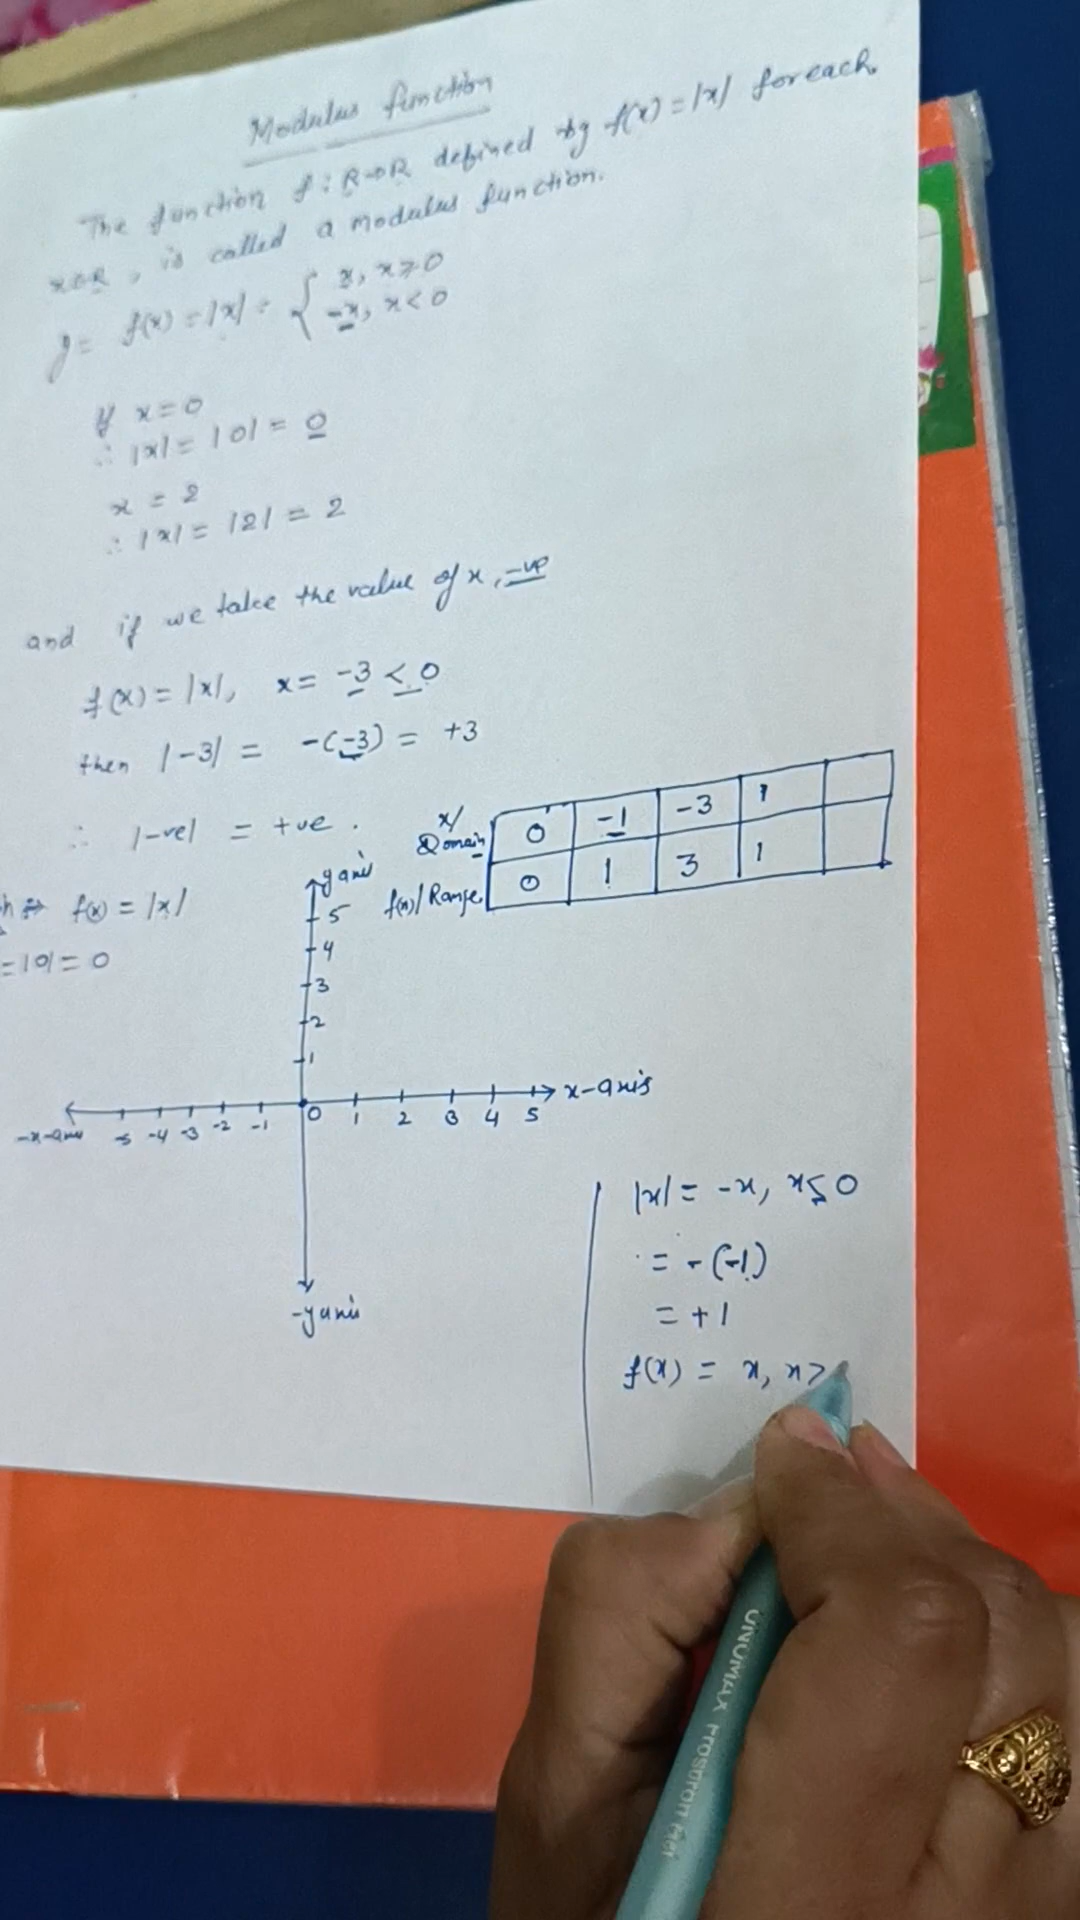 Modulus function
The function f : R→R defined by f(x) = |x| for each
x∈R, is called a modulus function.
y = f(x) = |x| = { x, x ≥ 0
-x, x < 0
If x = 0
∴ |x| = |0| = 0
x = 2
∴ |x| = |2| = 2
and if we take the value of x, -ve
f(x) = |x|, x = -3 < 0
then |-3| = -(-3) = +3
∴ |-ve| = +ve.
x/ Domain 0 -1 -3 1
f(x)/Range 0 1 3 1
f(x) = |x|
= |0| = 0
y axis
5
4
3
2
1
-x-axis -5 -4 -3 -2 -1 0 1 2 3 4 5 x-axis
-y axis
|x| = -x, x ≤ 0
= -(-1)
= +1
f(x) = x, x >
UNOMAX